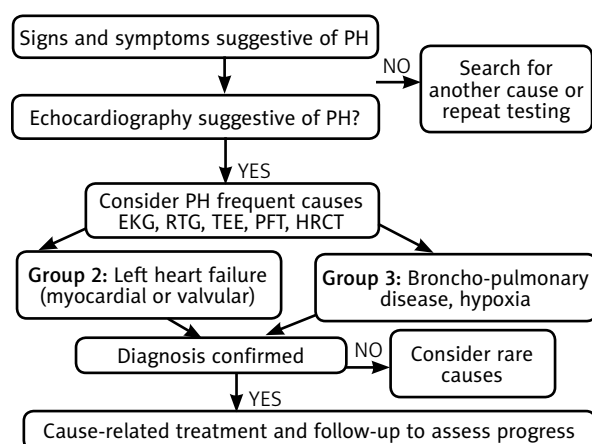 Signs and symptoms suggestive of PH
NO
Search for
another cause or
repeat testing
Echocardiography suggestive of PH?
YES
Consider PH frequent causes
EKG, RTG, TEE, PFT, HRCT
Group 2: Left heart failure
(myocardial or valvular)
Group 3: Broncho-pulmonary
disease, hypoxia
Diagnosis confirmed
NO
Consider rare
causes
YES
Cause-related treatment and follow-up to assess progress